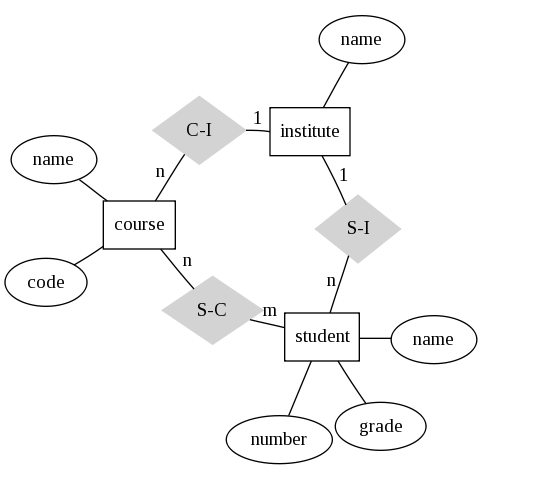 name
C-I
1
institute
name
n
1
course
S-I
n
code
n
S-C
m
student
name
grade
number